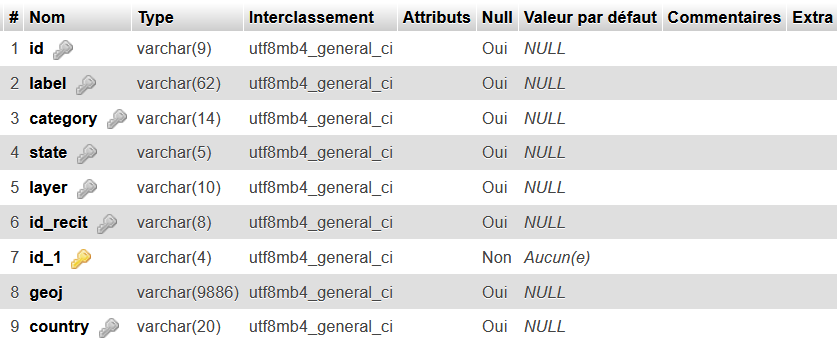 # Nom Type Interclassement Attributs Null Valeur par défaut Commentaires Extra
1 id varchar(9) utf8mb4_general_ci Oui NULL
2 label varchar(62) utf8mb4_general_ci Oui NULL
3 category varchar(14) utf8mb4_general_ci Oui NULL
4 state varchar(5) utf8mb4_general_ci Oui NULL
5 layer varchar(10) utf8mb4_general_ci Oui NULL
6 id_recit varchar(8) utf8mb4_general_ci Oui NULL
7 id_1 varchar(4) utf8mb4_general_ci Non Aucun(e)
8 geoj varchar(9886) utf8mb4_general_ci Oui NULL
9 country varchar(20) utf8mb4_general_ci Oui NULL